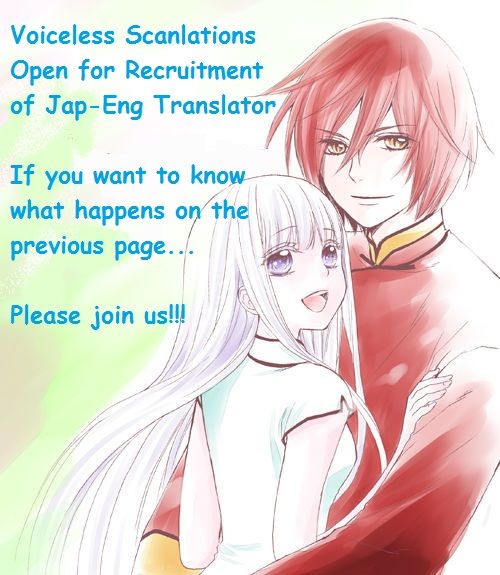 Voiceless Scanlations
Open for Recruitment
of Jap-Eng Translator
If you want to know
what happens on the
previous page...
Please join us!!!